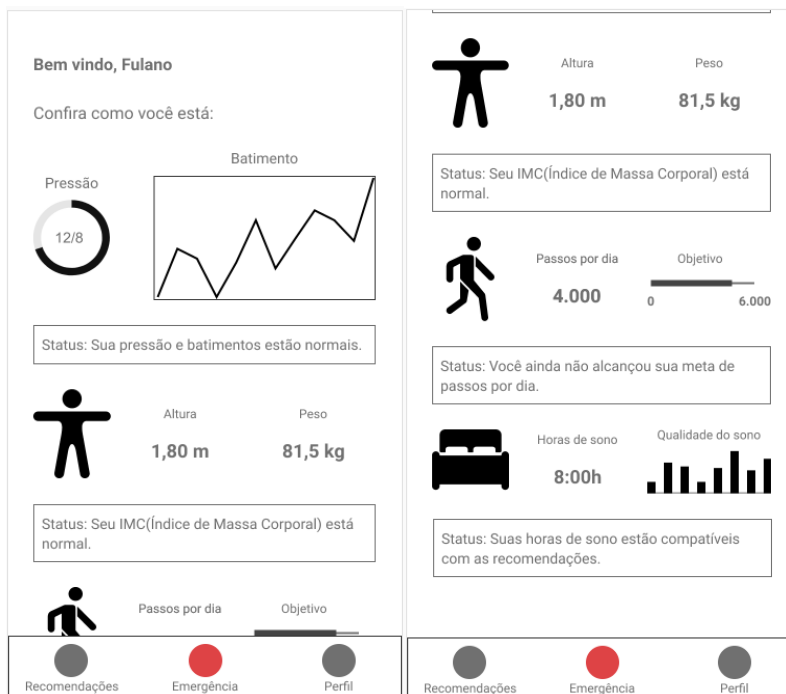 Bem vindo, Fulano
Confira como você está:
Batimento
Pressão
12/8
Status: Sua pressão e batimentos estão normais.
Altura
Peso
1,80 m
81,5 kg
Status: Seu IMC(Índice de Massa Corporal) está
normal.
Passos por dia
Objetivo
Recomendações
Emergência
Perfil
Altura
Peso
1,80 m
81,5 kg
Status: Seu IMC(Índice de Massa Corporal) está
normal.
Passos por dia
Objetivo
4.000
0
6.000
Status: Você ainda não alcançou sua meta de
passos por dia.
Horas de sono
Qualidade do sono
8:00h
Status: Suas horas de sono estão compatíveis
com as recomendações.
Recomendações
Emergência
Perfil